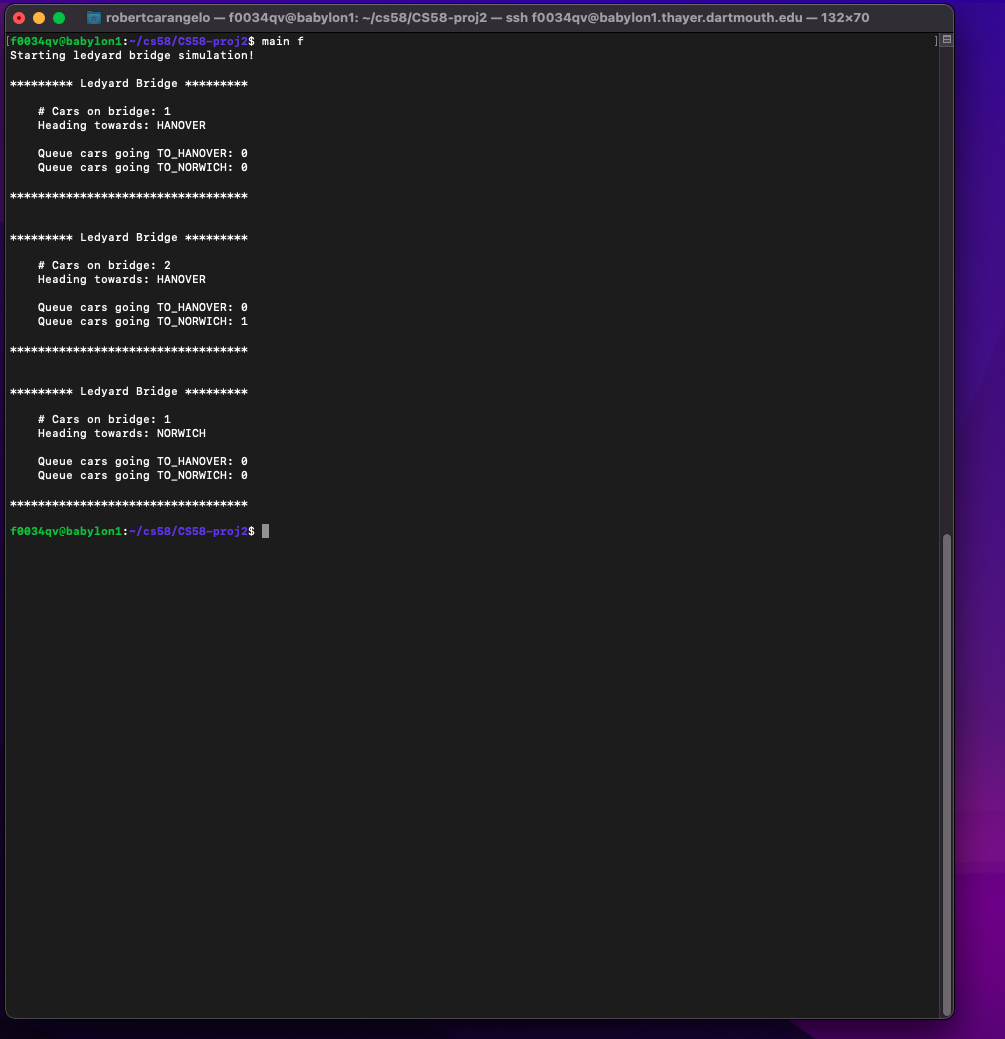 robertcarangelo — f0034qv@babylon1: ~/cs58/CS58-proj2 — ssh f0034qv@babylon1.thayer.dartmouth.edu — 132×70
[f0034qv@babylon1:~/cs58/CS58-proj2$ main f ]
Starting ledyard bridge simulation!
********* Ledyard Bridge *********
# Cars on bridge: 1
Heading towards: HANOVER
Queue cars going TO_HANOVER: 0
Queue cars going TO_NORWICH: 0
**********************************
********* Ledyard Bridge *********
# Cars on bridge: 2
Heading towards: HANOVER
Queue cars going TO_HANOVER: 0
Queue cars going TO_NORWICH: 1
**********************************
********* Ledyard Bridge *********
# Cars on bridge: 1
Heading towards: NORWICH
Queue cars going TO_HANOVER: 0
Queue cars going TO_NORWICH: 0
**********************************
f0034qv@babylon1:~/cs58/CS58-proj2$